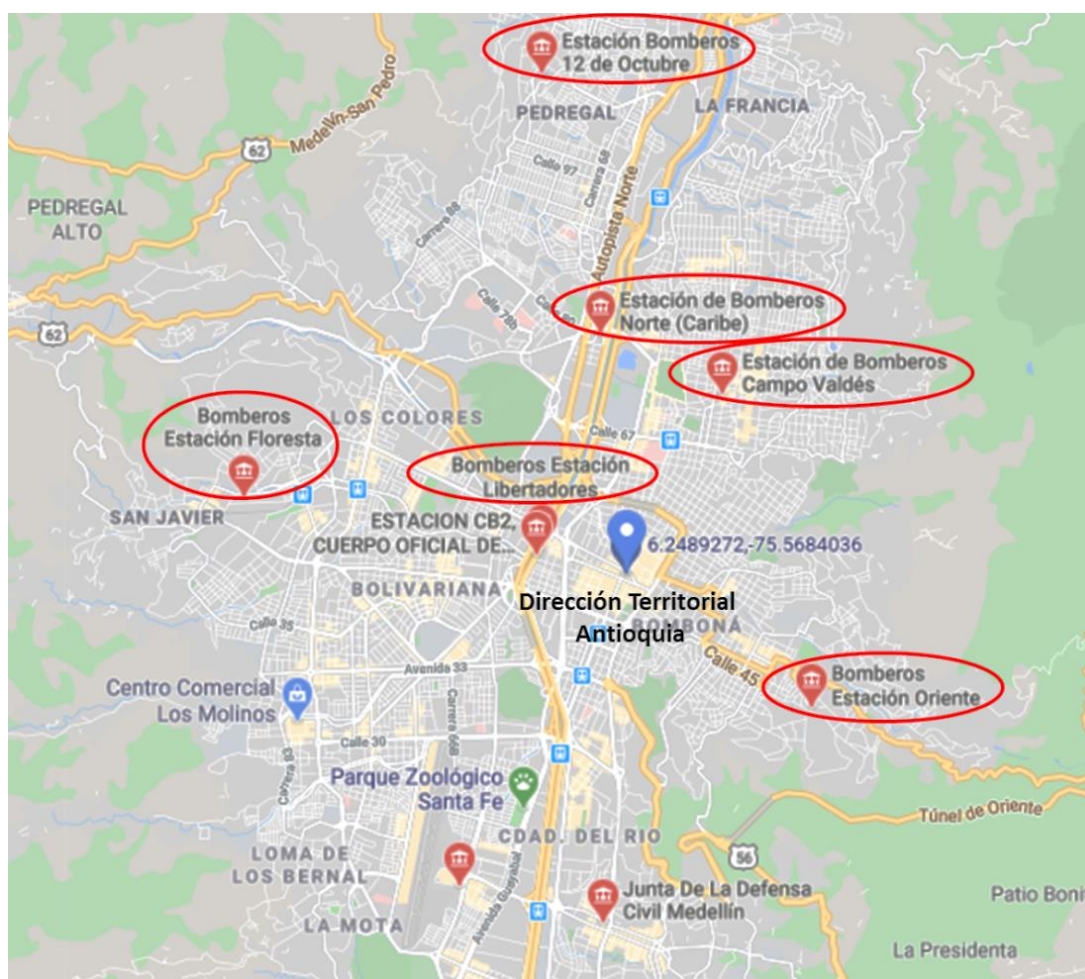 Estación Bomberos
12 de Octubre
PEDREGAL
LA FRANCIA
Medellín-San Pedro
62
Calle 97
Carrera 68
Autopista Norte
PEDREGAL
ALTO
Carrera 88
Calle 78b
Calle 80
Estación de Bomberos
Norte (Caribe)
62
Estación de Bomberos
Campo Valdés
Bomberos
Estación Floresta
LOS COLORES
Calle 67
Bomberos Estación
Libertadores
SAN JAVIER
ESTACION CB2,
CUERPO OFICIAL DE...
6.2489272,-75.5684036
BOLIVARIANA
Dirección Territorial
Antioquia
BOMBONÁ
Calle 35
Avenida 33
Calle 45
Bomberos
Estación Oriente
Centro Comercial
Los Molinos
Carrera 66B
Calle 30
Carrera 83
Parque Zoológico
Santa Fe
Túnel de Oriente
CDAD. DEL RIO
56
LOMA DE
LOS BERNAL
Avenida Guayabal
Junta De La Defensa
Civil Medellín
Patio Boni
LA MOTA
La Presidenta